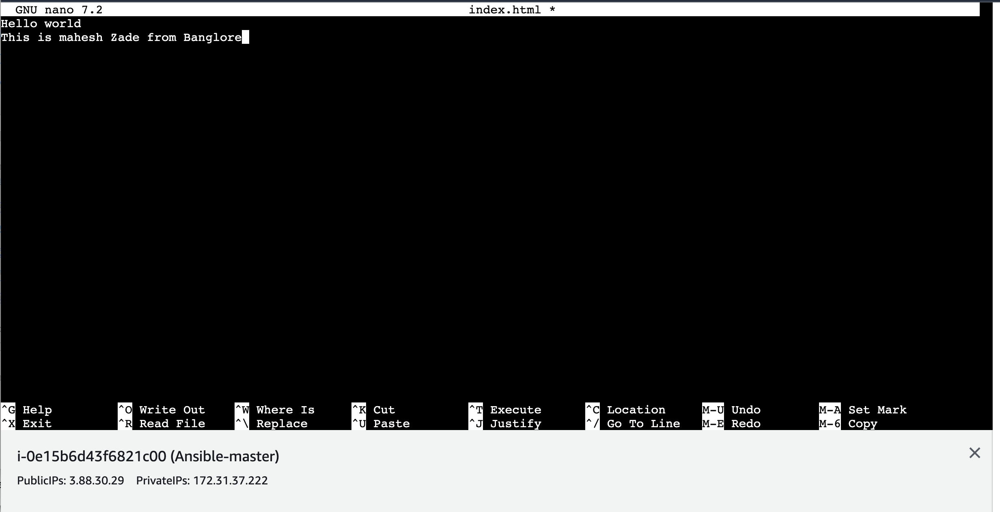 GNU nano 7.2 index.html *
Hello world
This is mahesh Zade from Banglore
^G Help ^O Write Out ^W Where Is ^K Cut ^T Execute ^C Location M-U Undo M-A Set Mark
^X Exit ^R Read File ^\ Replace ^U Paste ^J Justify ^/ Go To Line M-E Redo M-6 Copy
i-0e15b6d43f6821c00 (Ansible-master)
PublicIPs: 3.88.30.29 PrivateIPs: 172.31.37.222